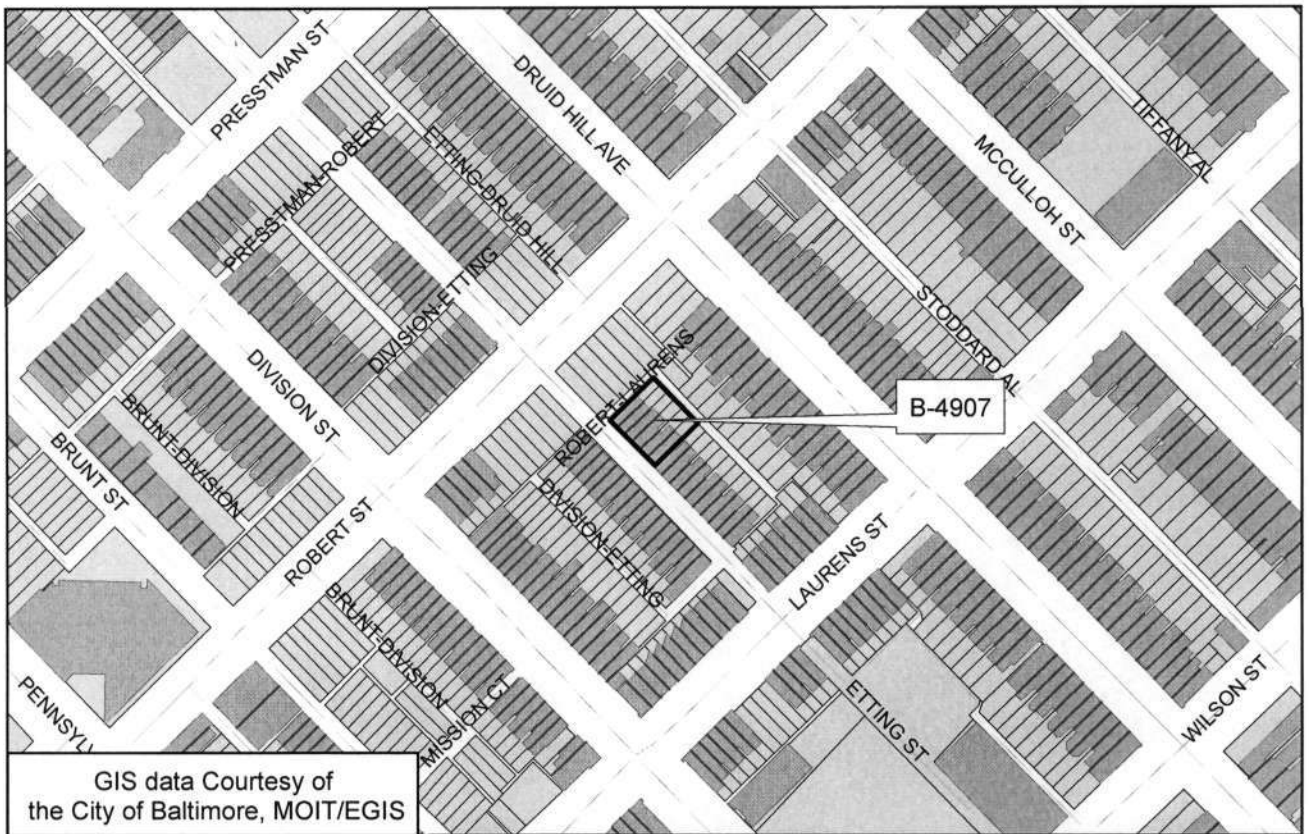 PRESSTMAN ST
DRUID HILL AVE
TIFFANY AL
MCCULLOH ST
PRESSTMAN-ROBERT
ETTING-DRUID HILL
DIVISION-ETTING
STODDARD AL
ROBERT-LAURENS
B-4907
DIVISION ST
BRUNT-DIVISION
BRUNT ST
ROBERT ST
DIVISION-ETTING
LAURENS ST
BRUNT-DIVISION
MISSION CT
ETTING ST
WILSON ST
PENNSYLV
GIS data Courtesy of
the City of Baltimore, MOIT/EGIS